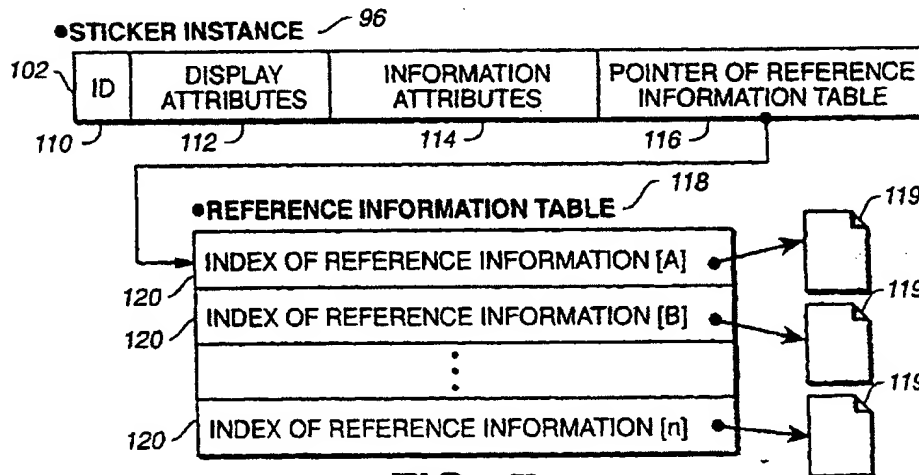 •STICKER INSTANCE 96
102 ID DISPLAY ATTRIBUTES INFORMATION ATTRIBUTES POINTER OF REFERENCE INFORMATION TABLE
110 112 114 116
•REFERENCE INFORMATION TABLE 118
119
INDEX OF REFERENCE INFORMATION [A]
120
119
INDEX OF REFERENCE INFORMATION [B]
120
119
INDEX OF REFERENCE INFORMATION [n]
120